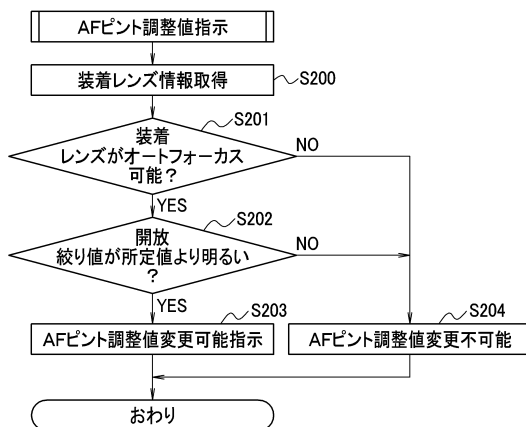 AFピント調整値指示
装着レンズ情報取得
S200
S201
装着
レンズがオートフォーカス
可能？
NO
YES
S202
開放
絞り値が所定値より明るい
？
NO
YES
S203
S204
AFピント調整値変更可能指示
AFピント調整値変更不可能
おわり